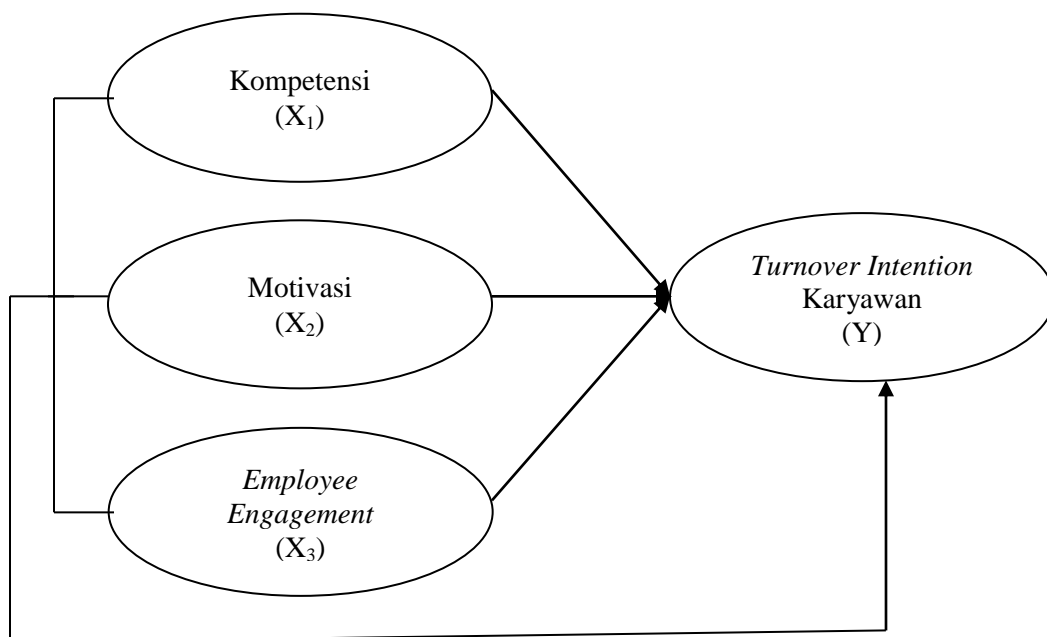 Kompetensi
(X₁)
Motivasi
(X₂)
Employee
Engagement
(X₃)
Turnover Intention
Karyawan
(Y)